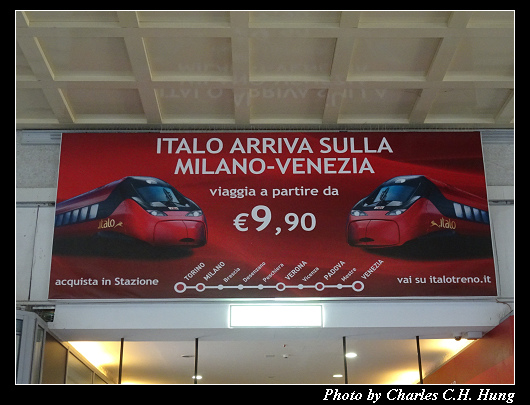 ITALO ARRIVA SULLA
MILANO-VENEZIA
viaggia a partire da
€9,90
italo
italo
acquista in Stazione
TORINO MILANO Brescia Desenzano Peschiera VERONA Vicenza PADOVA Mestre VENEZIA
vai su italotreno.it
Photo by Charles C.H. Hung